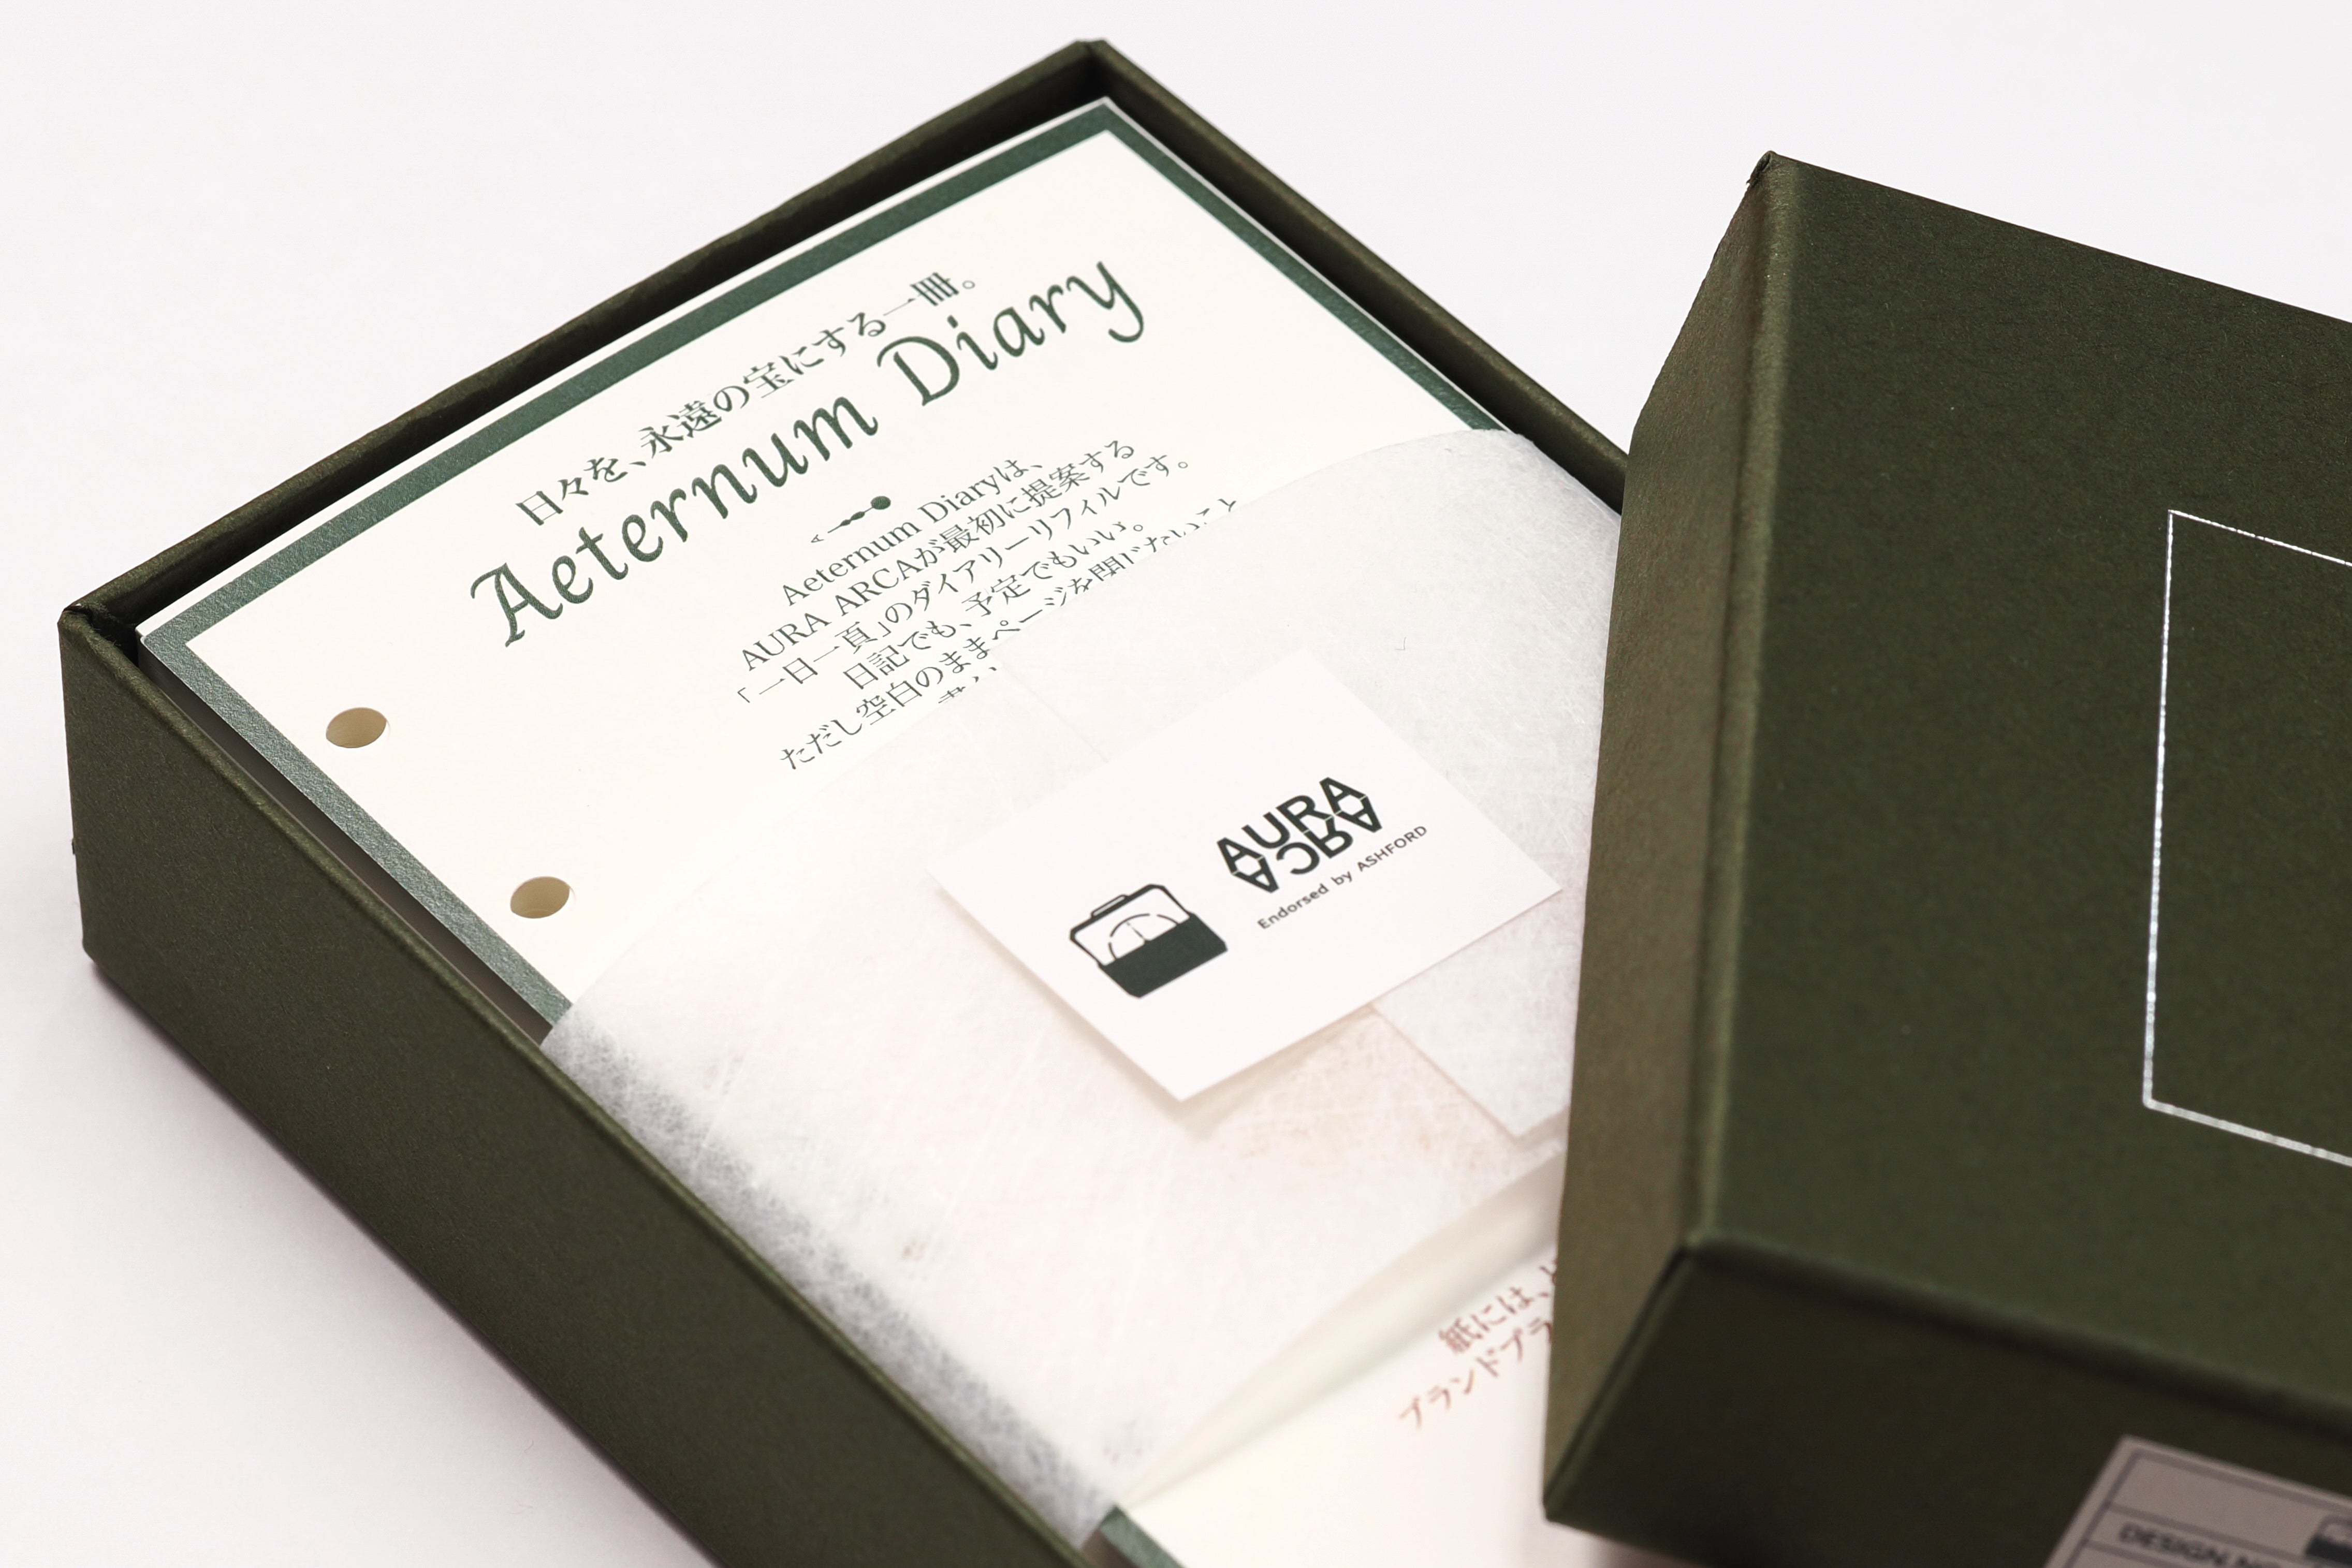 日々を、永遠の宝にする一冊。
Aeternum Diary
Aeternum Diaryは、
AURA ARCAが最初に提案する
「一日一頁」のダイアリーリフィルです。
日記でも、予定でもいい。
ただし空白のままページを閉じたいこと
AURA
ARCA
Endorsed by ASHFORD
紙には、
ブランドプラ
DESIGN